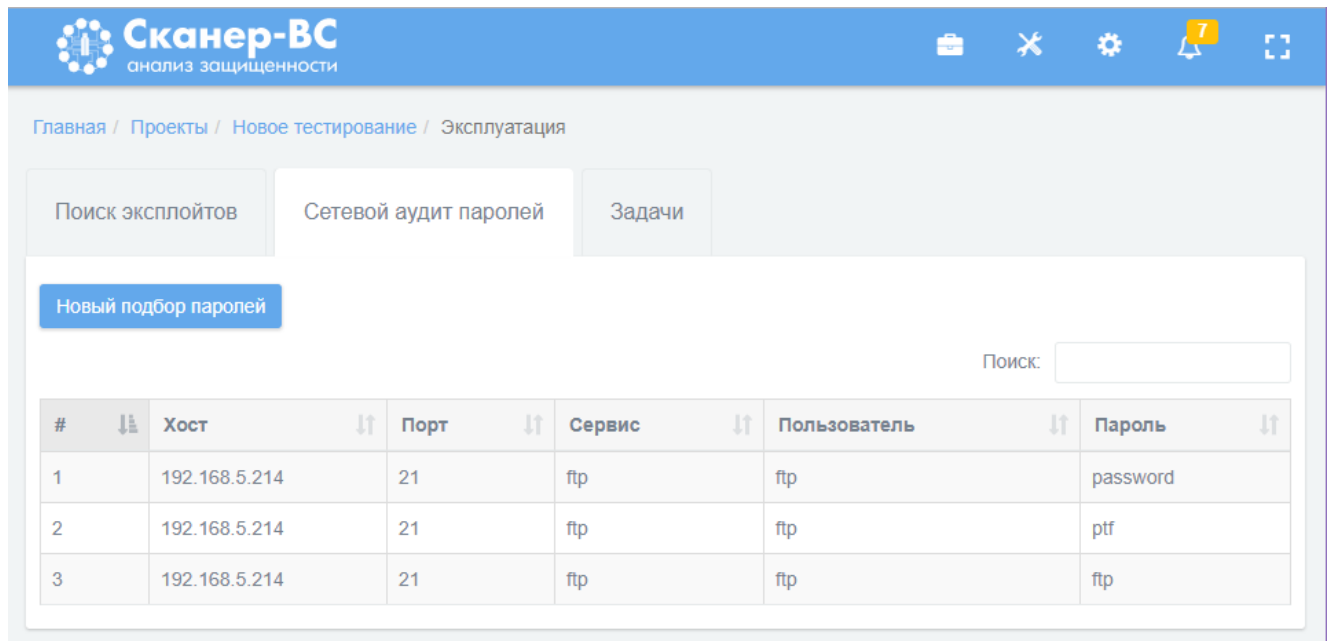 Сканер-ВС
анализ защищенности
7
Главная / Проекты / Новое тестирование / Эксплуатация
Поиск эксплойтов Сетевой аудит паролей Задачи
Новый подбор паролей
Поиск:
# Хост Порт Сервис Пользователь Пароль
1 192.168.5.214 21 ftp ftp password
2 192.168.5.214 21 ftp ftp ptf
3 192.168.5.214 21 ftp ftp ftp